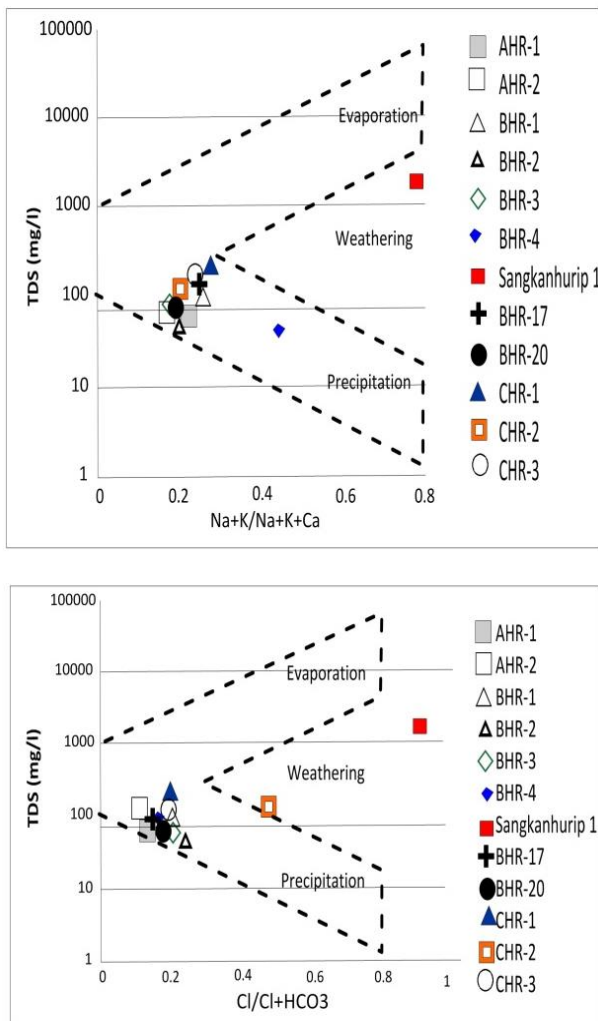 100000
10000
1000
100
10
1
TDS (mg/l)
Evaporation
Weathering
Precipitation
0
0.2
0.4
0.6
0.8
Na+K/Na+K+Ca
AHR-1
AHR-2
BHR-1
BHR-2
BHR-3
BHR-4
Sangkanhurip 1
BHR-17
BHR-20
CHR-1
CHR-2
CHR-3
100000
10000
1000
100
10
1
TDS (mg/l)
Evaporation
Weathering
Precipitation
0
0.2
0.4
0.6
0.8
1
Cl/Cl+HCO3
AHR-1
AHR-2
BHR-1
BHR-2
BHR-3
BHR-4
Sangkanhurip 1
BHR-17
BHR-20
CHR-1
CHR-2
CHR-3